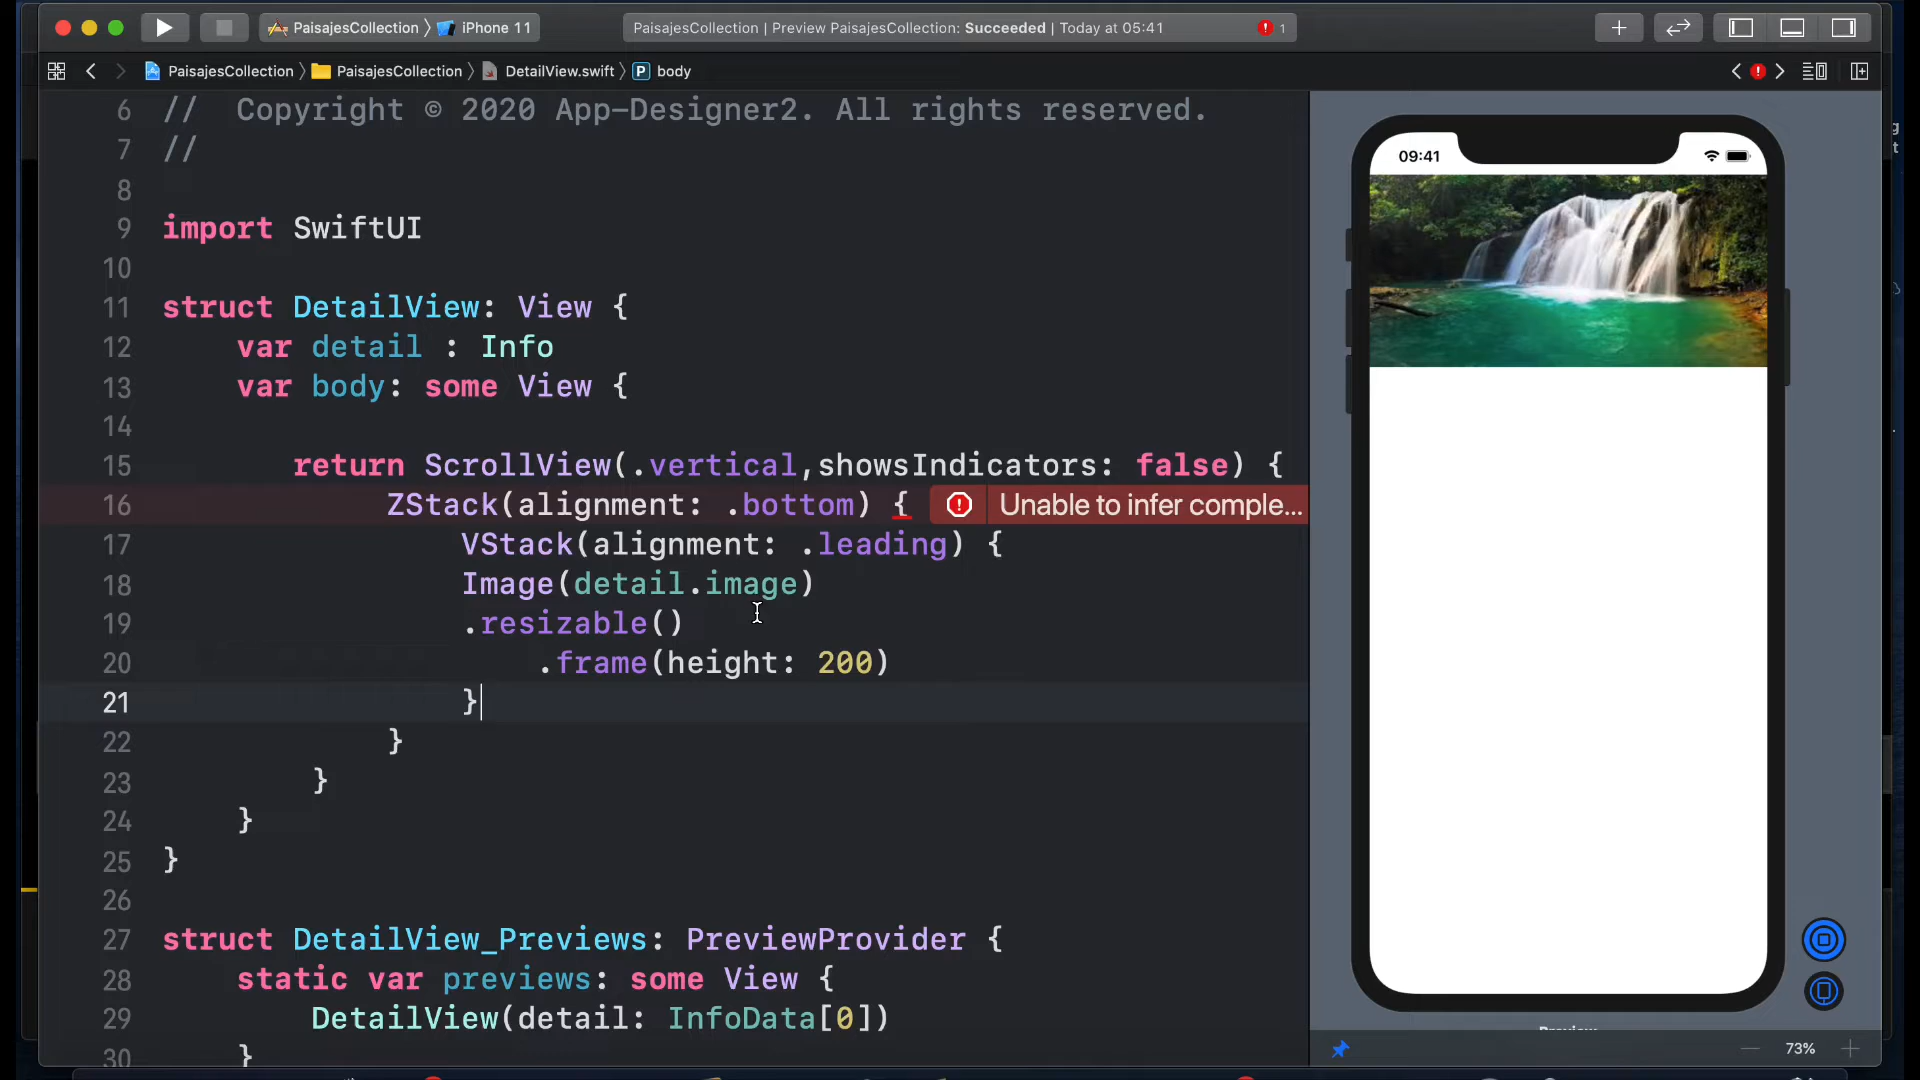 PaisajesCollection 〉 iPhone 11
PaisajesCollection | Preview PaisajesCollection: Succeeded | Today at 05:41
1
PaisajesCollection 〉 PaisajesCollection 〉 DetailView.swift 〉 P body
6 //  Copyright © 2020 App-Designer2. All rights reserved.
7 //
8
9 import SwiftUI
10
11 struct DetailView: View {
12     var detail : Info
13     var body: some View {
14
15         return ScrollView(.vertical,showsIndicators: false) {
16             ZStack(alignment: .bottom) { Unable to infer comple...
17                 VStack(alignment: .leading) {
18                 Image(detail.image)
19                 .resizable()
20                     .frame(height: 200)
21                 }
22             }
23         }
24     }
25 }
26
27 struct DetailView_Previews: PreviewProvider {
28     static var previews: some View {
29         DetailView(detail: InfoData[0])
30     }
09:41
Preview
73%